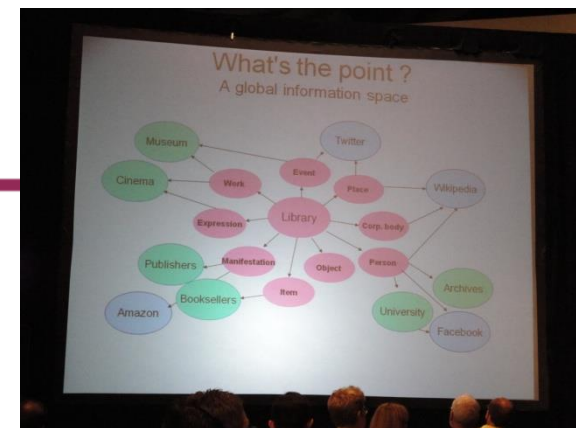 What's the point ?
A global information space
Museum
Twitter
Event
Cinema
Work
Place
Wikipedia
Expression
Library
Corp. body
Publishers
Manifestation
Object
Person
Archives
Booksellers
Item
Amazon
University
Facebook